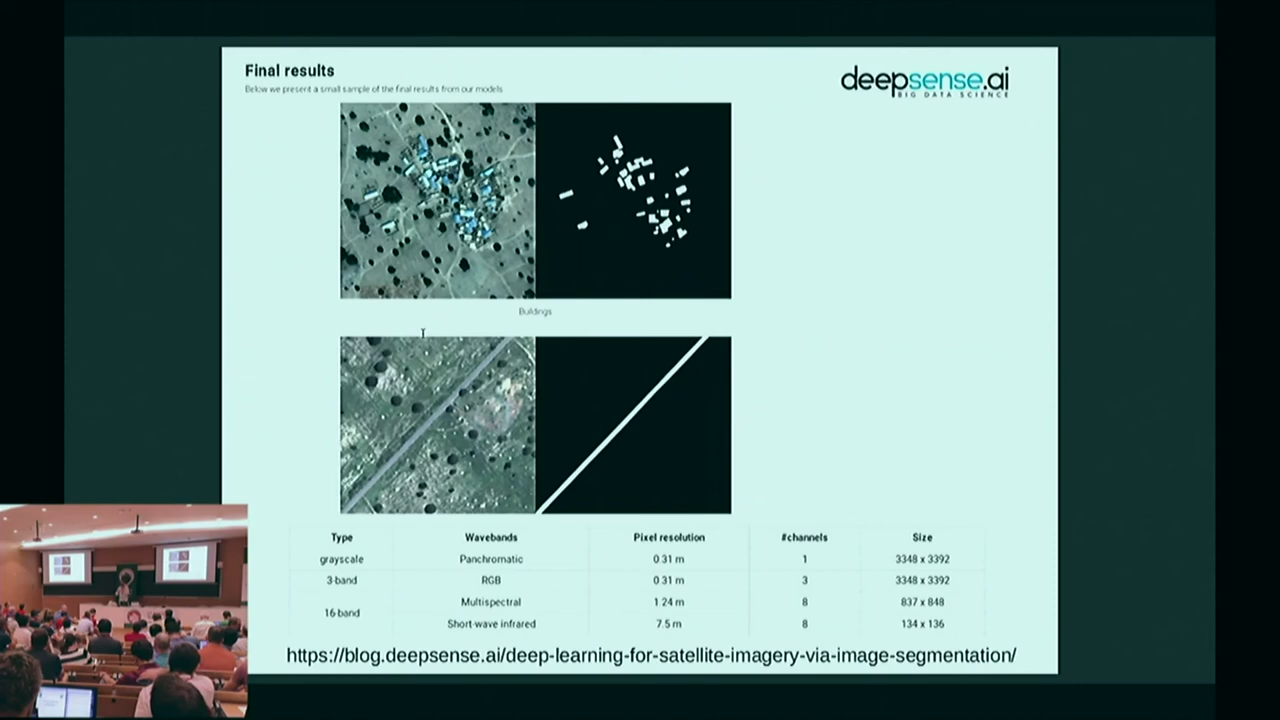 Final results
Below we present a small sample of the final results from our models
deepsense.ai
BIG DATA SCIENCE
Buildings
Type Wavebands Pixel resolution #channels Size
grayscale Panchromatic 0.31 m 1 3348 x 3392
3-band RGB 0.31 m 3 3348 x 3392
16-band Multispectral 1.24 m 8 837 x 848
Short-wave infrared 7.5 m 8 134 x 136
https://blog.deepsense.ai/deep-learning-for-satellite-imagery-via-image-segmentation/